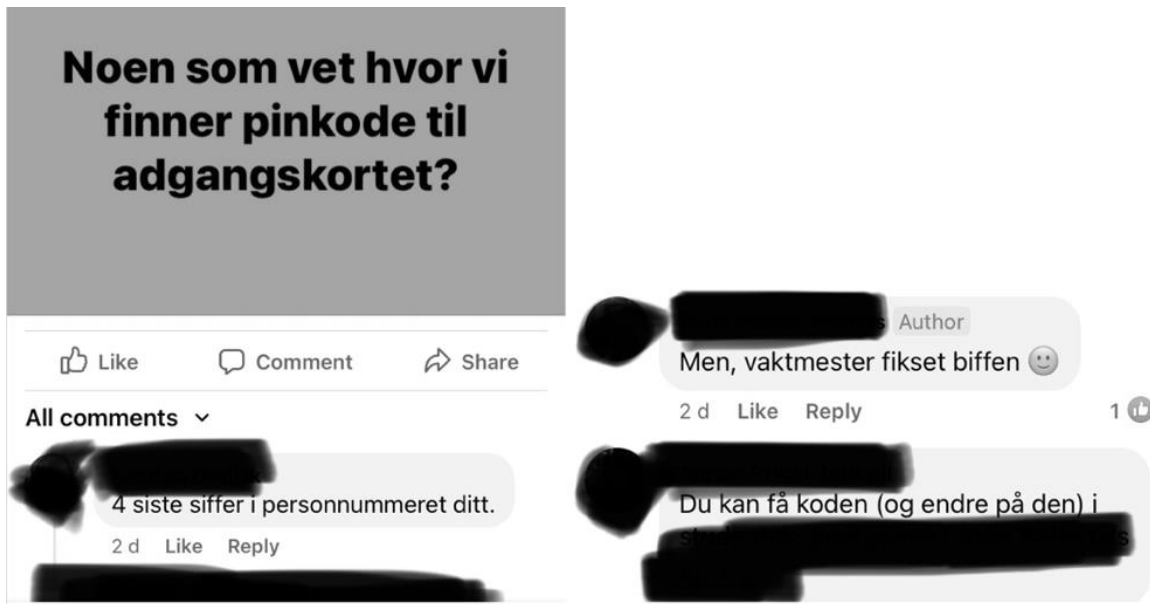 Noen som vet hvor vi
finner pinkode til
adgangskortet?
Like
Comment
Share
All comments
4 siste siffer i personnummeret ditt.
2 d Like Reply
Author
Men, vaktmester fikset biffen 🙂
2 d Like Reply 1
Du kan få koden (og endre på den) i